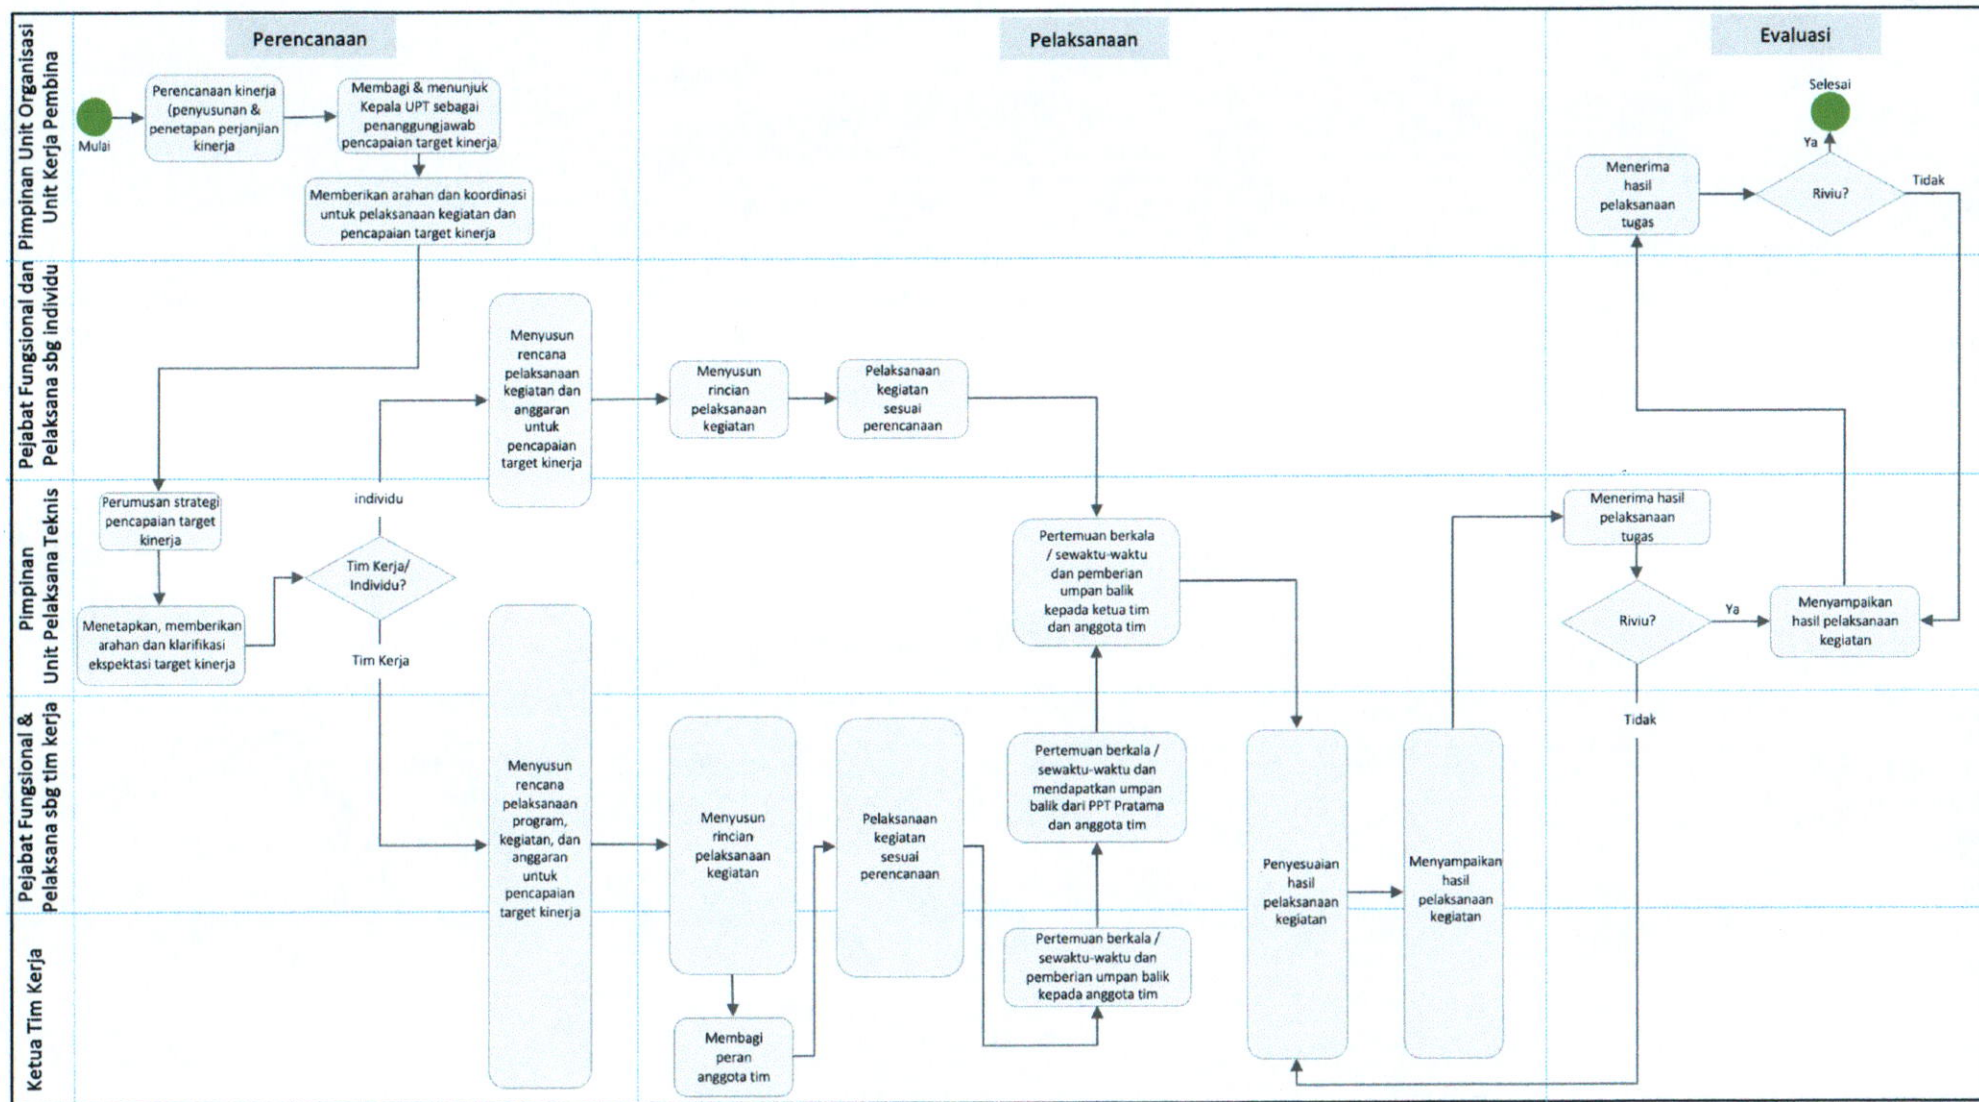 Perencanaan
Pelaksanaan
Evaluasi
Pimpinan Unit Organisasi
Unit Kerja Pembina
Mulai
Perencanaan kinerja
(penyusunan &
penetapan perjanjian
kinerja
Membagi & menunjuk
Kepala UPT sebagai
penanggungjawab
pencapaian target kinerja
Memberikan arahan dan koordinasi
untuk pelaksanaan kegiatan dan
pencapaian target kinerja
Menerima
hasil
pelaksanaan
tugas
Selesai
Ya
Riviu?
Tidak
Pejabat Fungsional dan
Pelaksana sbg individu
Menyusun
rencana
pelaksanaan
kegiatan dan
anggaran
untuk
pencapaian
target kinerja
Menyusun
rincian
pelaksanaan
kegiatan
Pelaksanaan
kegiatan
sesuai
perencanaan
Pimpinan
Unit Pelaksana Teknis
Perumusan strategi
pencapaian target
kinerja
Menetapkan, memberikan
arahan dan klarifikasi
ekspektasi target kinerja
individu
Tim Kerja/
Individu?
Tim Kerja
Pertemuan berkala
/ sewaktu-waktu
dan pemberian
umpan balik
kepada ketua tim
dan anggota tim
Menerima hasil
pelaksanaan
tugas
Riviu?
Ya
Menyampaikan
hasil pelaksanaan
kegiatan
Tidak
Pejabat Fungsional &
Pelaksana sbg tim kerja
Menyusun
rencana
pelaksanaan
program,
kegiatan, dan
anggaran
untuk
pencapaian
target kinerja
Menyusun
rincian
pelaksanaan
kegiatan
Pelaksanaan
kegiatan
sesuai
perencanaan
Pertemuan berkala /
sewaktu-waktu dan
mendapatkan umpan
balik dari PPT Pratama
dan anggota tim
Penyesuaian
hasil
pelaksanaan
kegiatan
Menyampaikan
hasil
pelaksanaan
kegiatan
Ketua Tim Kerja
Membagi
peran
anggota tim
Pertemuan berkala /
sewaktu-waktu dan
pemberian umpan balik
kepada anggota tim